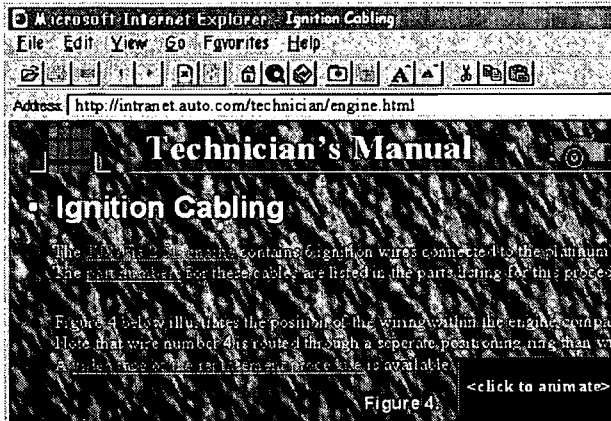 Microsoft Internet Explorer - Ignition Cabling
File Edit View Go Favorites Help
Address: http://intranet.auto.com/technician/engine.html
Technician's Manual
• Ignition Cabling
The contains 6 ignition wires connected to the platinum
The part numbers for these cables are listed in the parts listing for this proce
Figure 4 below illustrates the position of the wiring within the engine comp
Note that wire number 4 is routed through a seperate positioning ring than w
A of the replacement procedure is available.
<click to animate>
Figure 4.